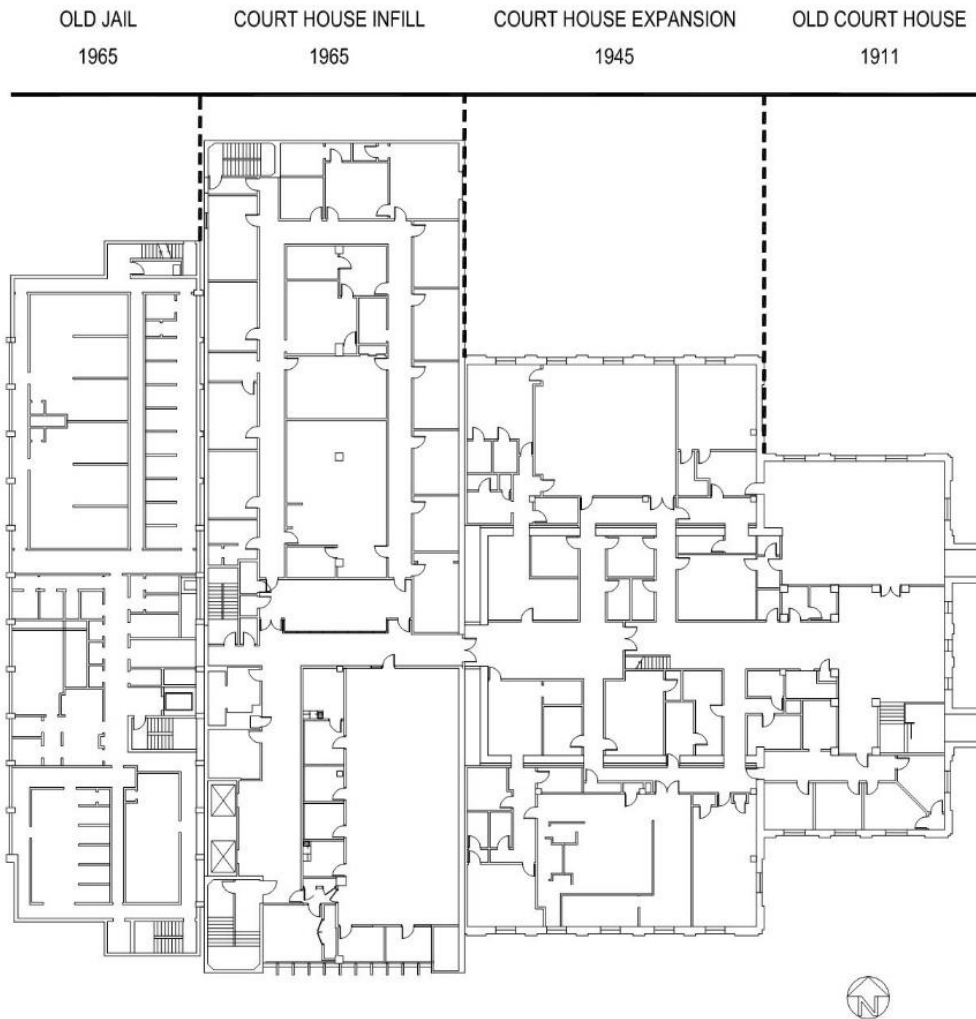 OLD JAIL
1965
COURT HOUSE INFILL
1965
COURT HOUSE EXPANSION
1945
OLD COURT HOUSE
1911
N